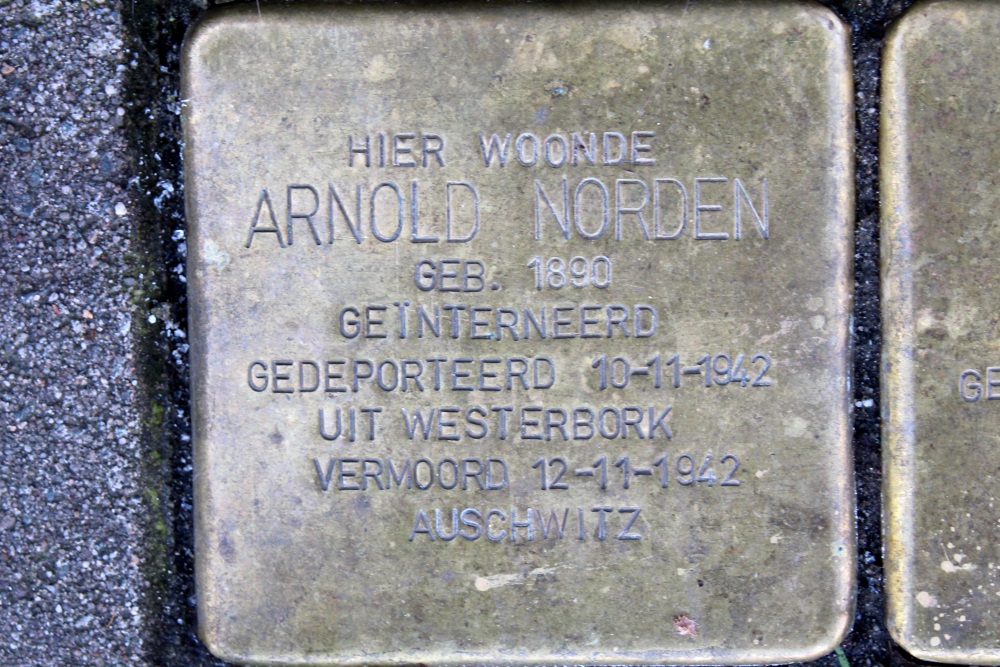 HIER WOONDE
ARNOLD NORDEN
GEB. 1890
GEÏNTERNEERD
GEDEPORTEERD 10-11-1942
UIT WESTERBORK
VERMOORD 12-11-1942
AUSCHWITZ